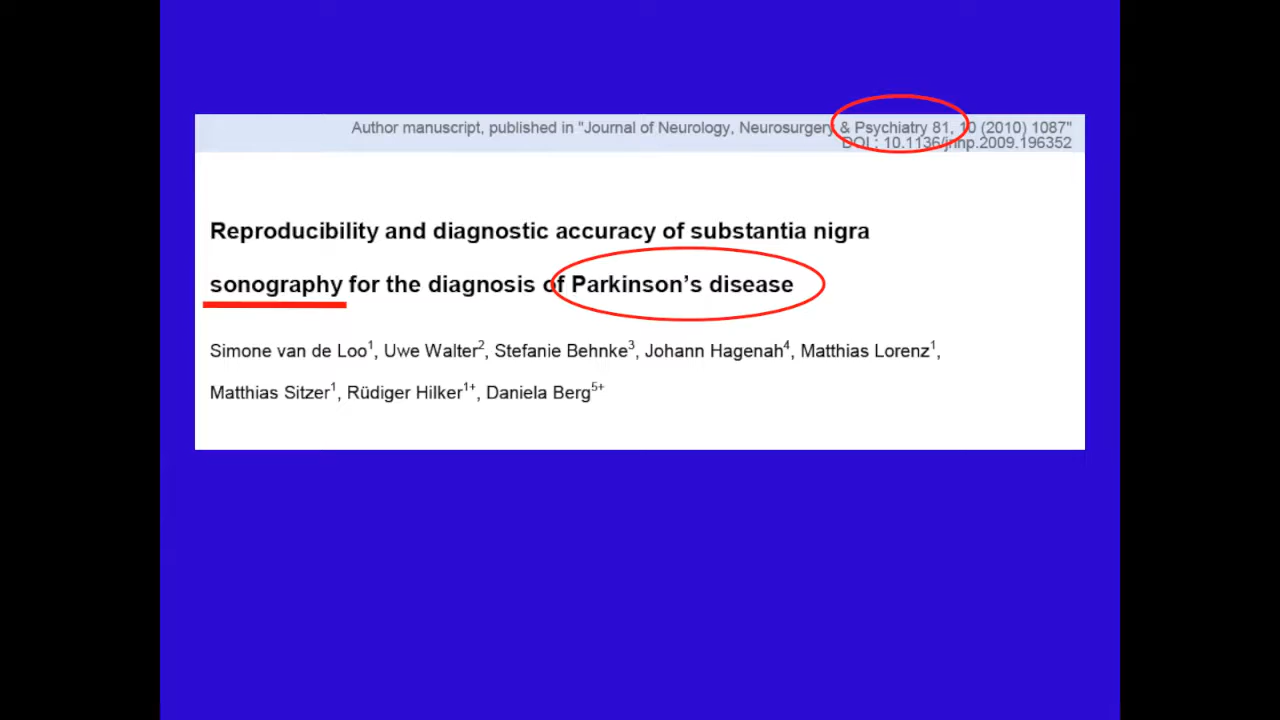 Author manuscript, published in "Journal of Neurology, Neurosurgery & Psychiatry 81, 10 (2010) 1087"
DOI : 10.1136/jnnp.2009.196352
Reproducibility and diagnostic accuracy of substantia nigra
sonography for the diagnosis of Parkinson’s disease
Simone van de Loo1, Uwe Walter2, Stefanie Behnke3, Johann Hagenah4, Matthias Lorenz1,
Matthias Sitzer1, Rüdiger Hilker1+, Daniela Berg5+